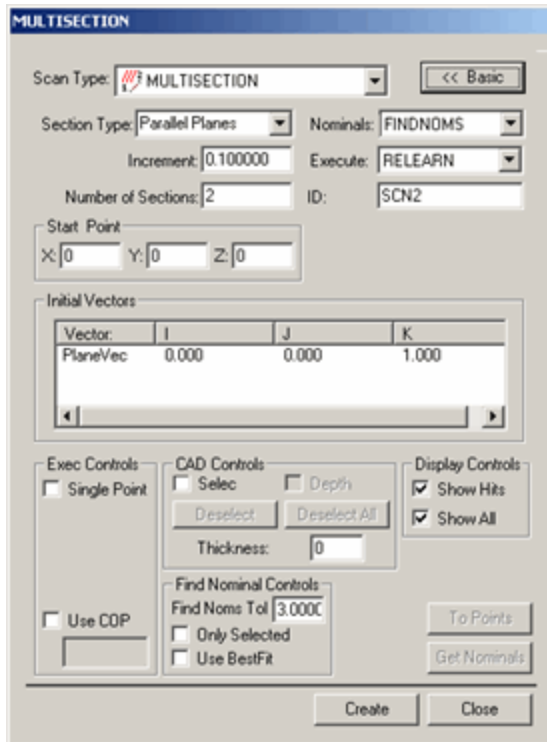 MULTISECTION
Scan Type: MULTISECTION << Basic
Section Type: Parallel Planes Nominals: FINDNOMS
Increment: 0.100000 Execute: RELEARN
Number of Sections: 2 ID: SCN2
Start Point
X: 0 Y: 0 Z: 0
Initial Vectors
Vector: I J K
PlaneVec 0.000 0.000 1.000
Exec Controls CAD Controls Display Controls
Single Point Selec Depth Show Hits
Deselect Deselect All Show All
Thickness: 0
Find Nominal Controls
Use COP Find Noms Tol 3.000 To Points
Only Selected
Use BestFit Get Nominals
Create Close